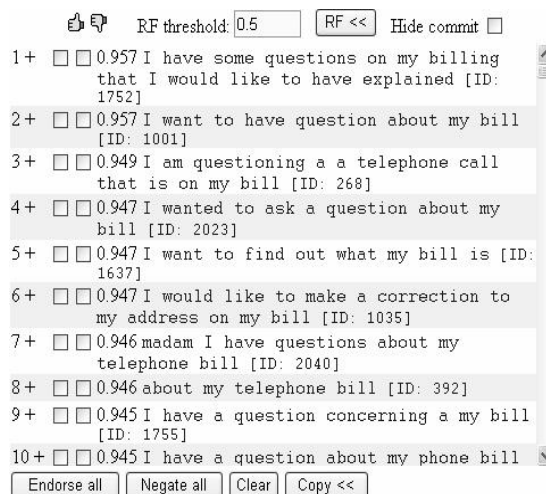 RF threshold: 0.5 RF << Hide commit
1 + 0.957 I have some questions on my billing
that I would like to have explained [ID:
1752]
2 + 0.957 I want to have question about my bill
[ID: 1001]
3 + 0.949 I am questioning a a telephone call
that is on my bill [ID: 268]
4 + 0.947 I wanted to ask a question about my
bill [ID: 2023]
5 + 0.947 I want to find out what my bill is [ID:
1637]
6 + 0.947 I would like to make a correction to
my address on my bill [ID: 1035]
7 + 0.946 madam I have questions about my
telephone bill [ID: 2040]
8 + 0.946 about my telephone bill [ID: 392]
9 + 0.945 I have a question concerning a my bill
[ID: 1755]
10 + 0.945 I have a question about my phone bill
Endorse all Negate all Clear Copy <<